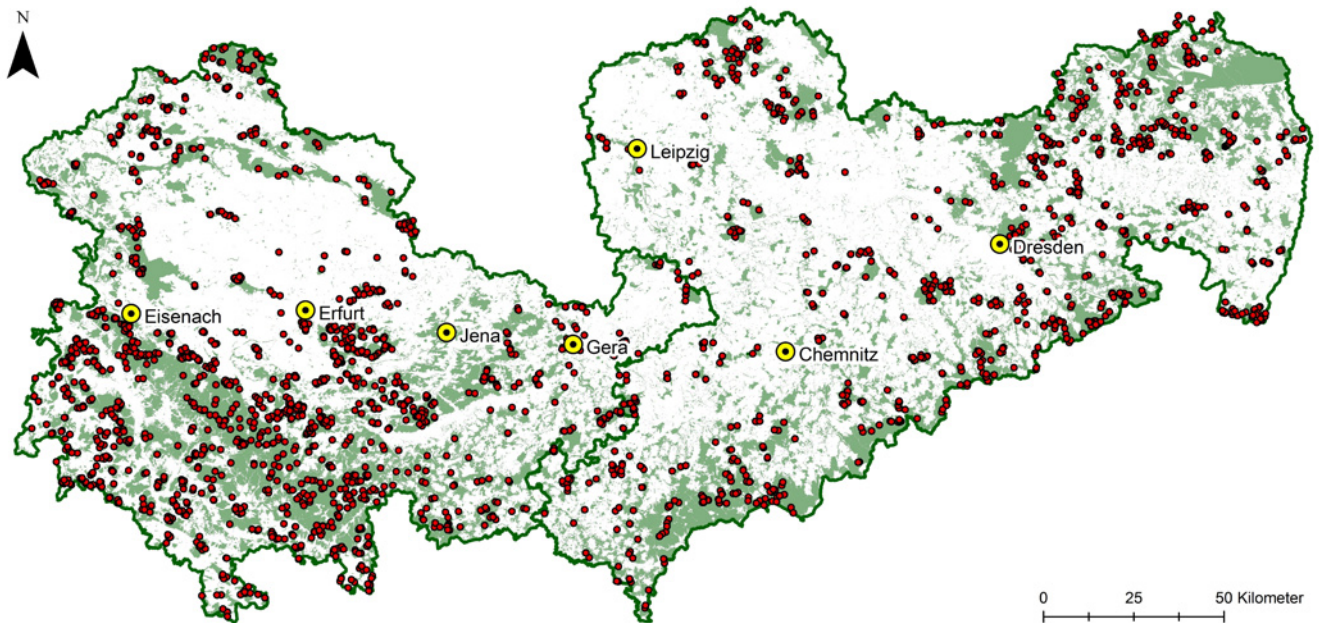 N
Leipzig
Dresden
Eisenach
Erfurt
Jena
Gera
Chemnitz
0 25 50 Kilometer